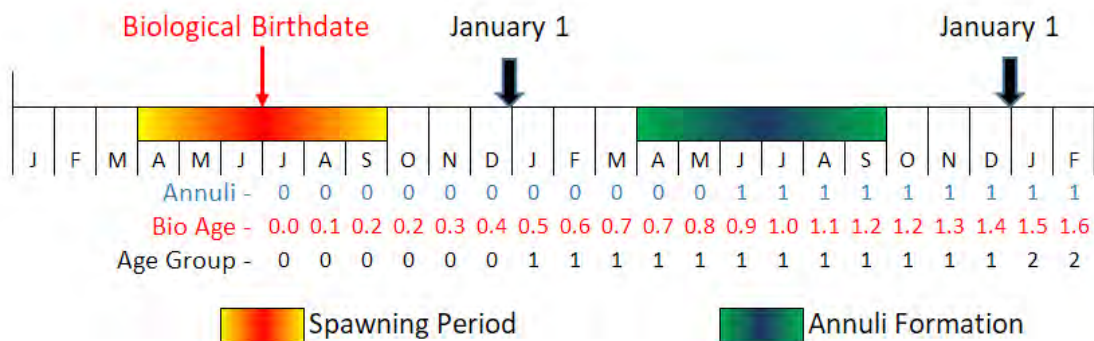 Biological Birthdate January 1 January 1
J F M A M J J A S O N D J F M A M J J A S O N D J F
Annuli - 0 0 0 0 0 0 0 0 0 0 0 1 1 1 1 1 1 1 1 1
Bio Age - 0.0 0.1 0.2 0.2 0.3 0.4 0.5 0.6 0.7 0.7 0.8 0.9 1.0 1.1 1.2 1.2 1.3 1.4 1.5 1.6
Age Group - 0 0 0 0 0 0 1 1 1 1 1 1 1 1 1 1 1 1 2 2
Spawning Period Annuli Formation